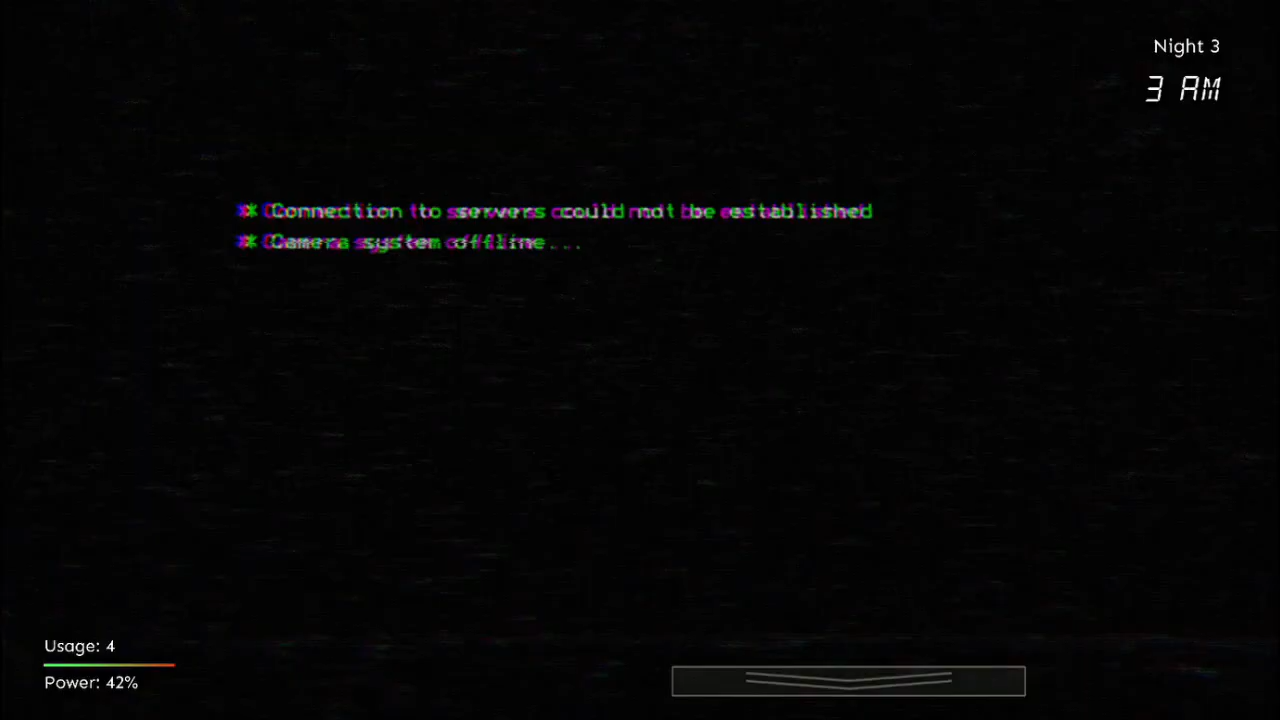 Night 3
3 AM
* Connection to servers could not be established
* Camera system offline...
Usage: 4
Power: 42%